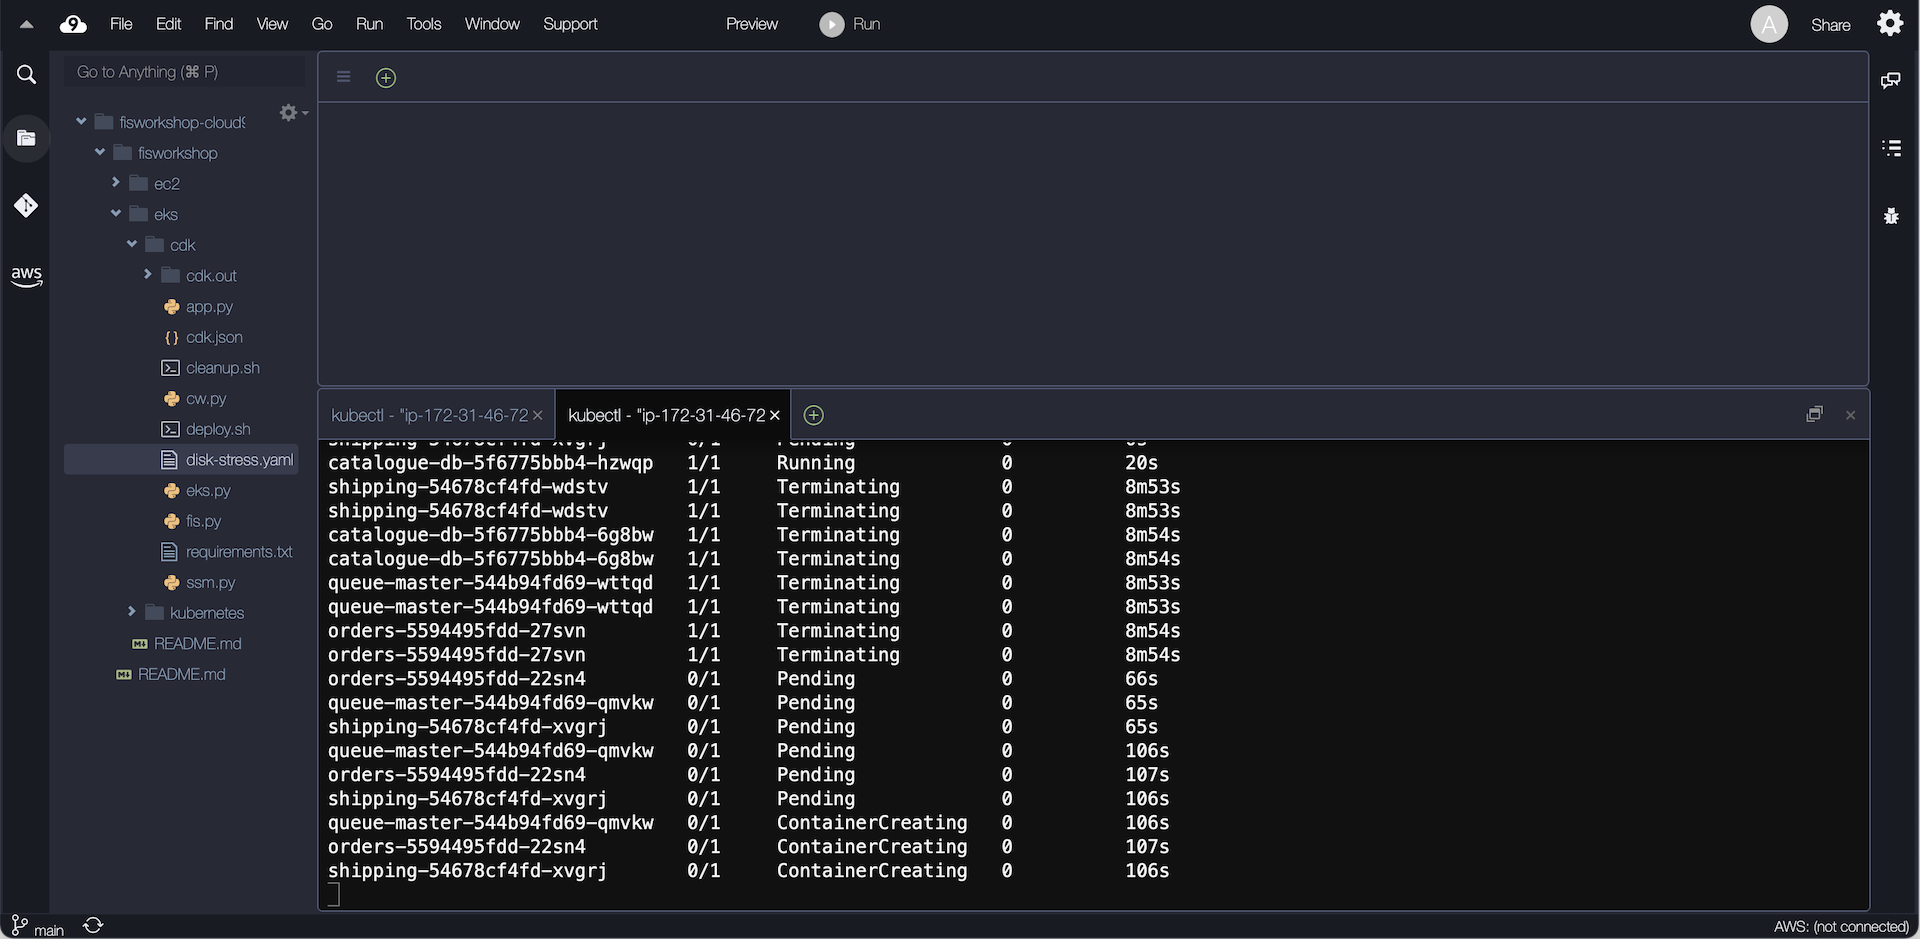 9 File Edit Find View Go Run Tools Window Support Preview Run A Share
Go to Anything (⌘ P)
fisworkshop-cloud9
fisworkshop
ec2
eks
cdk
cdk.out
app.py
{} cdk.json
cleanup.sh
cw.py
deploy.sh
disk-stress.yaml
eks.py
fis.py
requirements.txt
ssm.py
kubernetes
README.md
README.md
aws
kubectl - "ip-172-31-46-72 × kubectl - "ip-172-31-46-72 ×
shipping-54678cf4fd-xvgrj 0/1 Pending 0 0s
catalogue-db-5f6775bbb4-hzwqp 1/1 Running 0 20s
shipping-54678cf4fd-wdstv 1/1 Terminating 0 8m53s
shipping-54678cf4fd-wdstv 1/1 Terminating 0 8m53s
catalogue-db-5f6775bbb4-6g8bw 1/1 Terminating 0 8m54s
catalogue-db-5f6775bbb4-6g8bw 1/1 Terminating 0 8m54s
queue-master-544b94fd69-wttqd 1/1 Terminating 0 8m53s
queue-master-544b94fd69-wttqd 1/1 Terminating 0 8m53s
orders-5594495fdd-27svn 1/1 Terminating 0 8m54s
orders-5594495fdd-27svn 1/1 Terminating 0 8m54s
orders-5594495fdd-22sn4 0/1 Pending 0 66s
queue-master-544b94fd69-qmvkw 0/1 Pending 0 65s
shipping-54678cf4fd-xvgrj 0/1 Pending 0 65s
queue-master-544b94fd69-qmvkw 0/1 Pending 0 106s
orders-5594495fdd-22sn4 0/1 Pending 0 107s
shipping-54678cf4fd-xvgrj 0/1 Pending 0 106s
queue-master-544b94fd69-qmvkw 0/1 ContainerCreating 0 106s
orders-5594495fdd-22sn4 0/1 ContainerCreating 0 107s
shipping-54678cf4fd-xvgrj 0/1 ContainerCreating 0 106s
main AWS: (not connected)